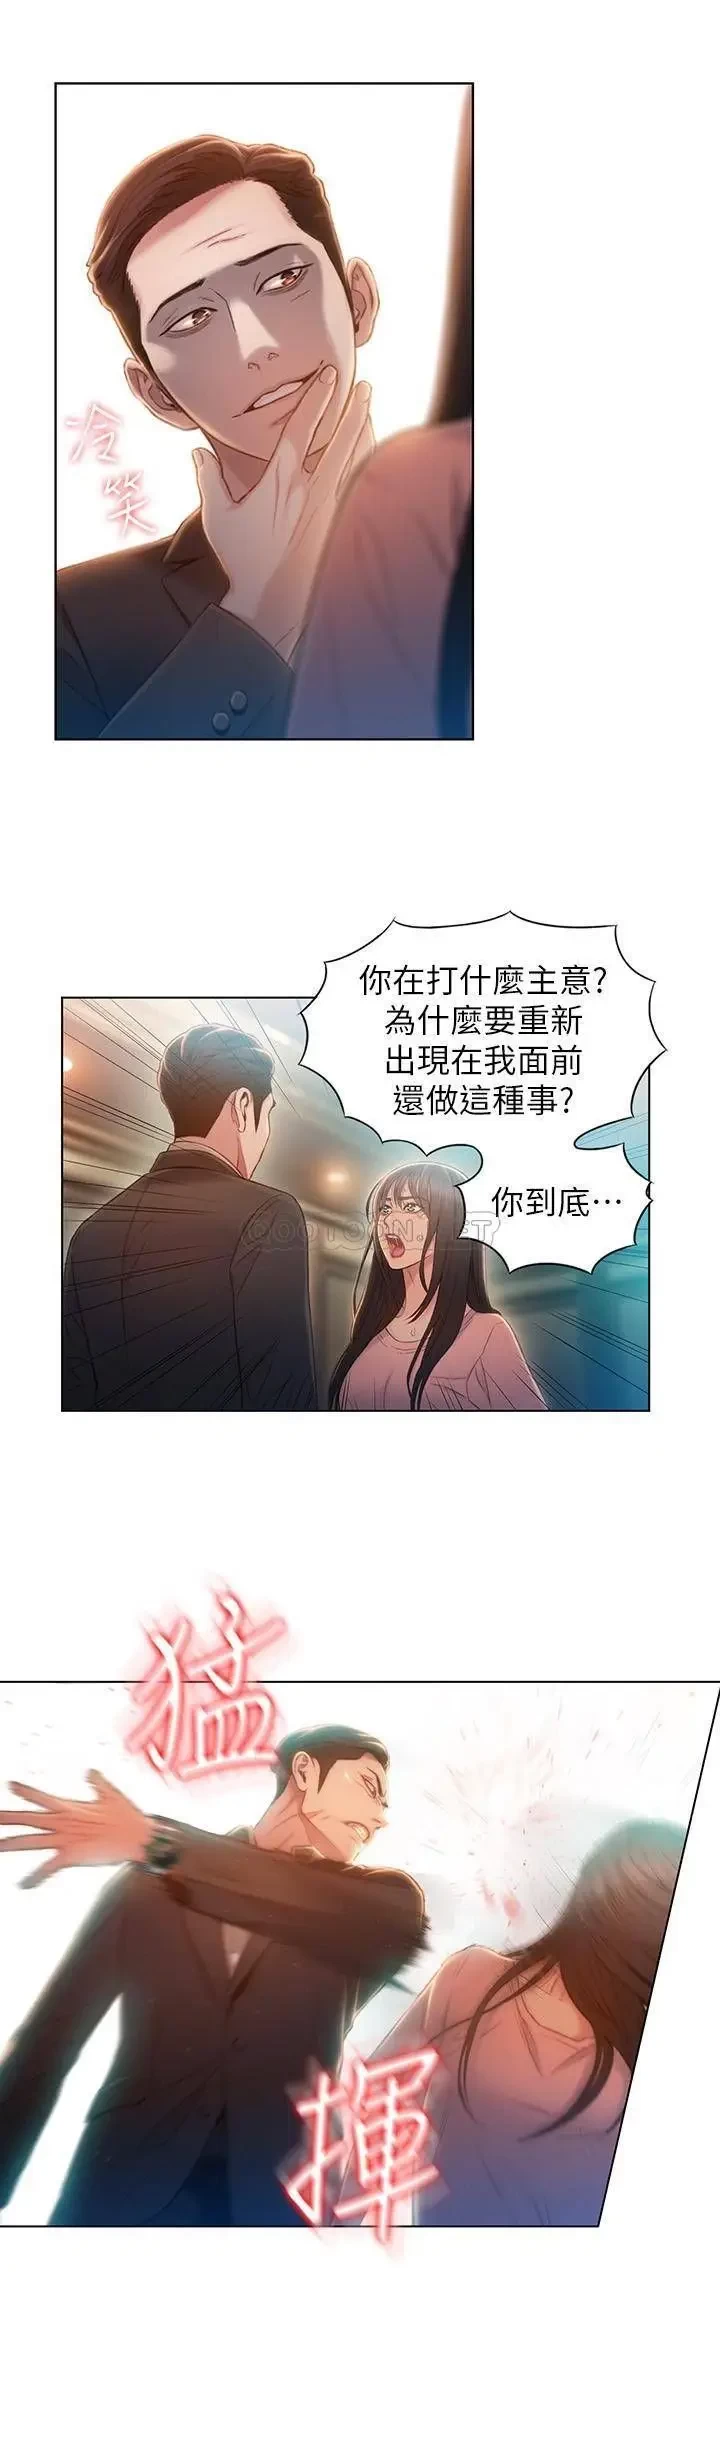 冷笑
你在打什麼主意?
為什麼要重新
出現在我面前
還做這種事?
你到底…
猛
揮